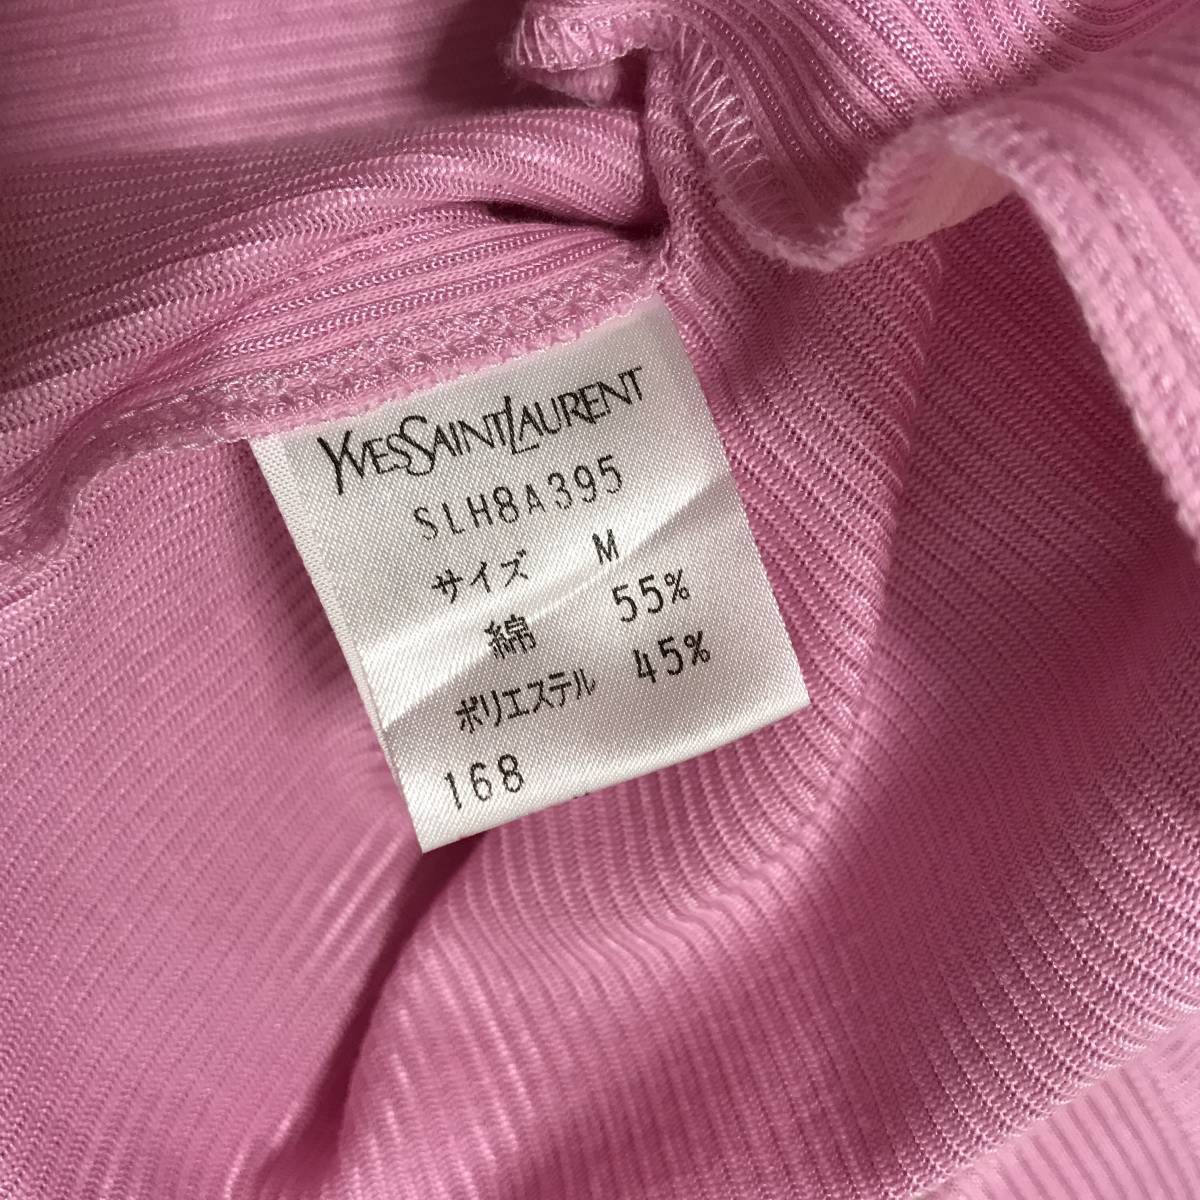 YVESSAINTLAURENT
SLH8A395
サイズ M
綿 55%
ポリエステル 45%
168